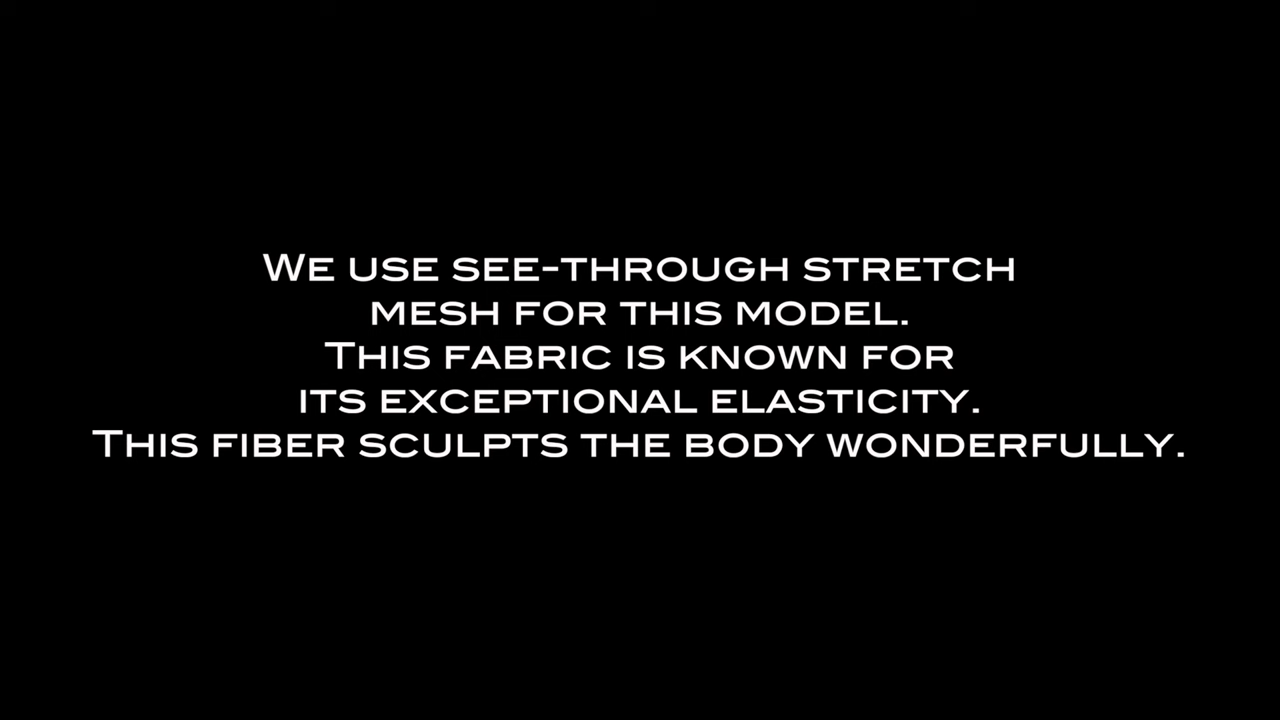 We use see-through stretch
mesh for this model.
This fabric is known for
its exceptional elasticity.
This fiber sculpts the body wonderfully.